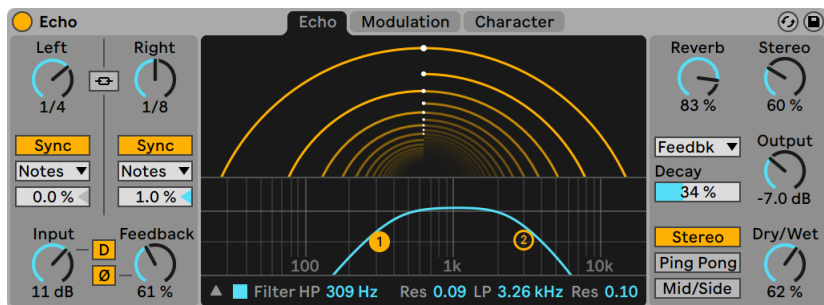 Echo
Echo Modulation Character
Left Right
1/4 1/8
Sync Sync
Notes Notes
0.0 % 1.0 %
Input D Feedback
11 dB Ø 61 %
1 2
100 1k 10k
Filter HP 309 Hz Res 0.09 LP 3.26 kHz Res 0.10
Reverb Stereo
83 % 60 %
Feedbk Output
Decay
34 % -7.0 dB
Stereo Dry/Wet
Ping Pong
Mid/Side 62 %